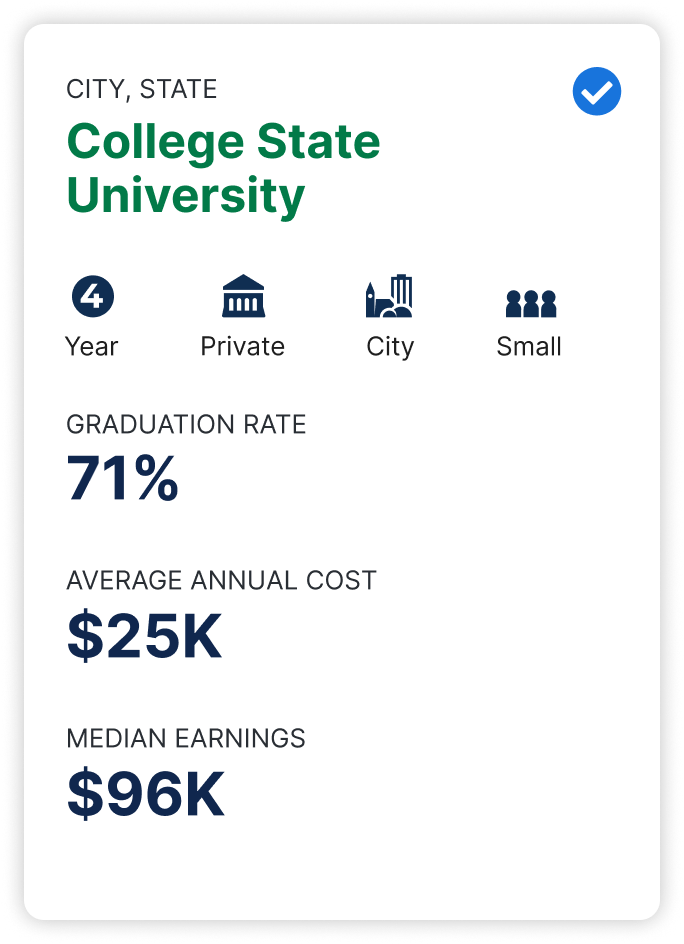 CITY, STATE
College State
University
4
Year Private City Small
GRADUATION RATE
71%
AVERAGE ANNUAL COST
$25K
MEDIAN EARNINGS
$96K